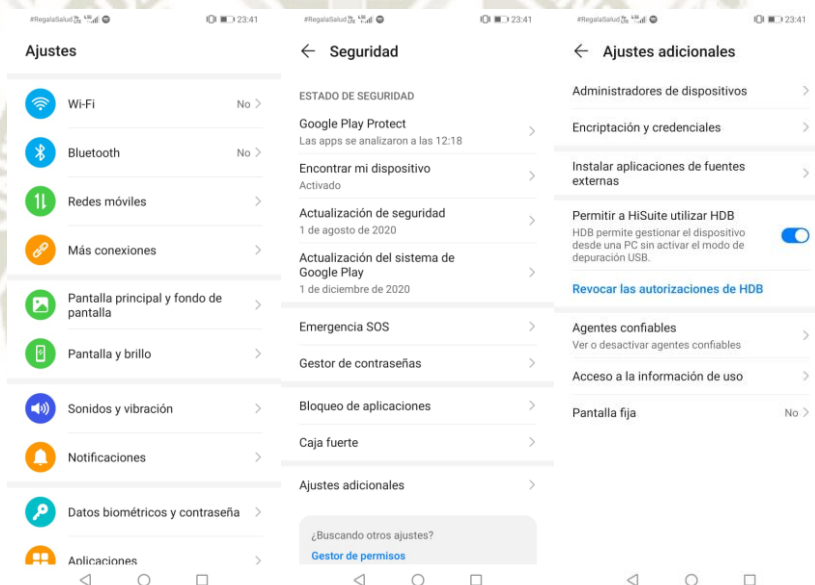 #RegalaSalud 23:41
Ajustes
Wi-Fi No
Bluetooth No
Redes móviles
Más conexiones
Pantalla principal y fondo de
pantalla
Pantalla y brillo
Sonidos y vibración
Notificaciones
Datos biométricos y contraseña
Aplicaciones
#RegalaSalud 23:41
Seguridad
ESTADO DE SEGURIDAD
Google Play Protect
Las apps se analizaron a las 12:18
Encontrar mi dispositivo
Activado
Actualización de seguridad
1 de agosto de 2020
Actualización del sistema de
Google Play
1 de diciembre de 2020
Emergencia SOS
Gestor de contraseñas
Bloqueo de aplicaciones
Caja fuerte
Ajustes adicionales
¿Buscando otros ajustes?
Gestor de permisos
#RegalaSalud 23:41
Ajustes adicionales
Administradores de dispositivos
Encriptación y credenciales
Instalar aplicaciones de fuentes
externas
Permitir a HiSuite utilizar HDB
HDB permite gestionar el dispositivo
desde una PC sin activar el modo de
depuración USB.
Revocar las autorizaciones de HDB
Agentes confiables
Ver o desactivar agentes confiables
Acceso a la información de uso
Pantalla fija No